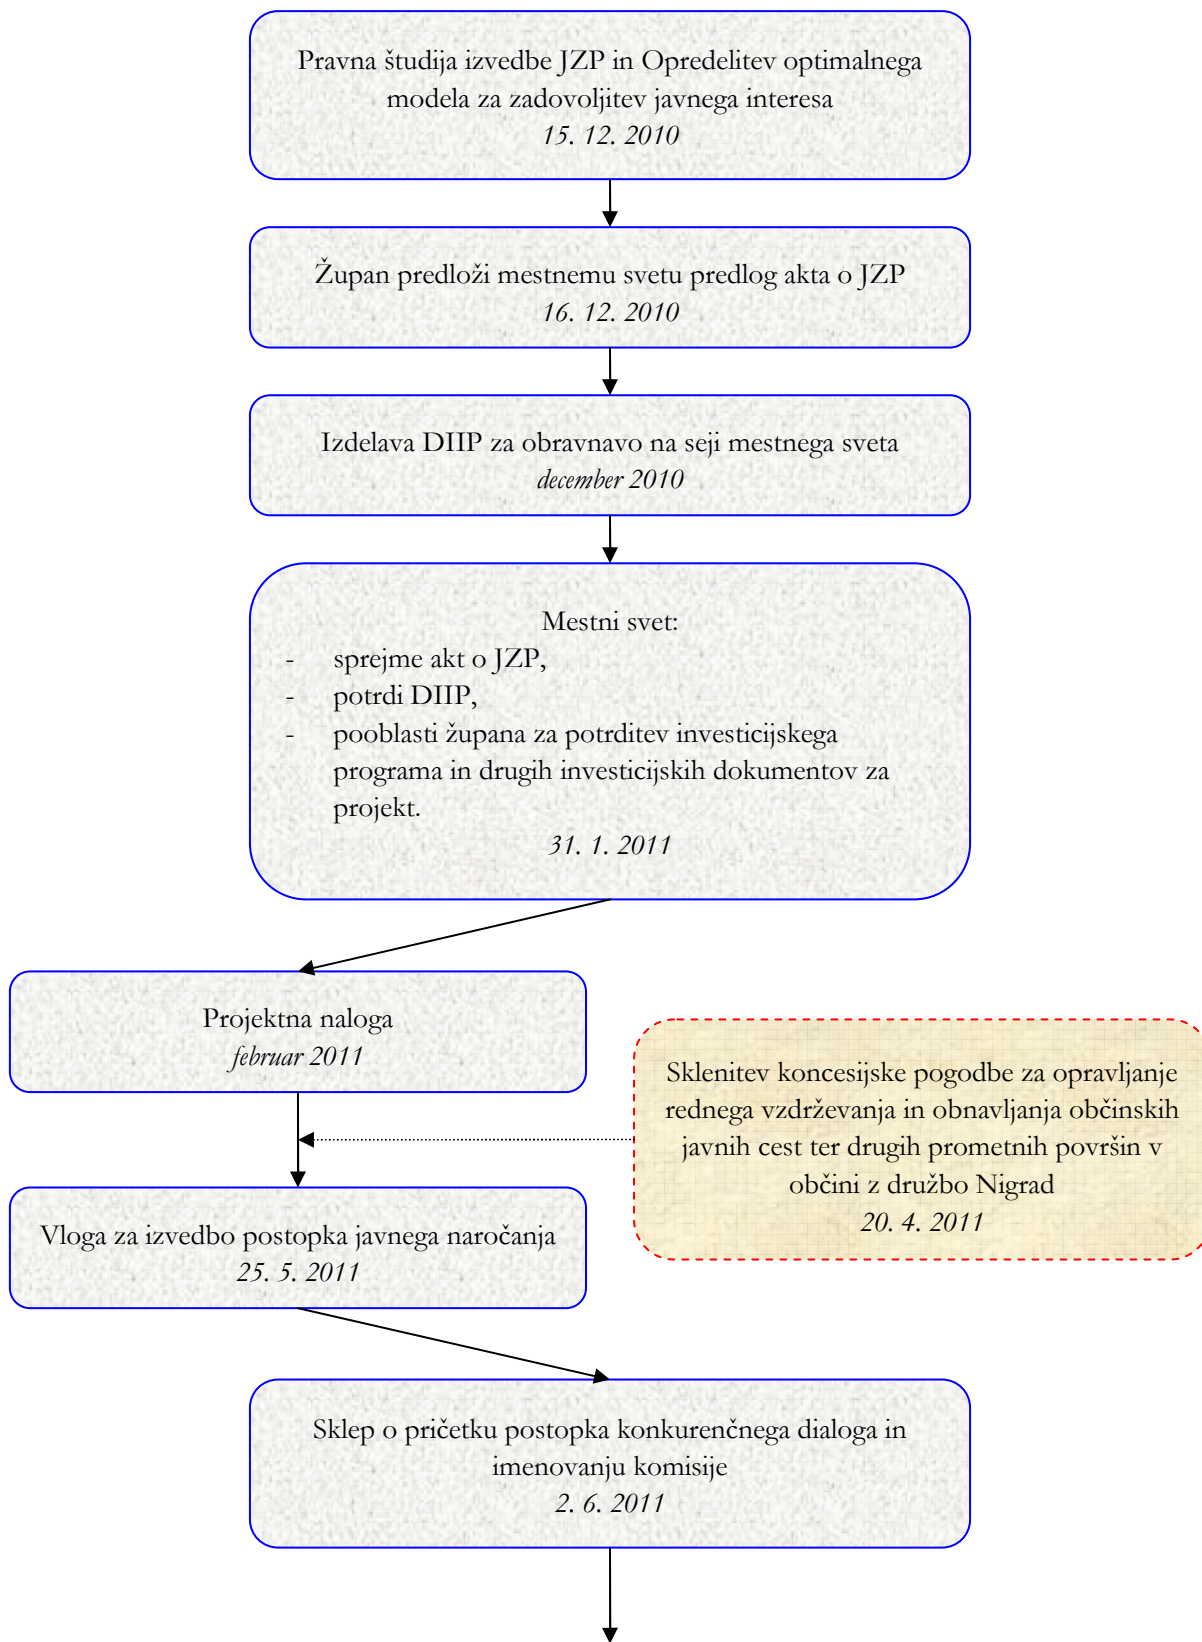 Pravna študija izvedbe JZP in Opredelitev optimalnega
modela za zadovoljitev javnega interesa
15. 12. 2010
Župan predloži mestnemu svetu predlog akta o JZP
16. 12. 2010
Izdelava DIIP za obravnavo na seji mestnega sveta
december 2010
Mestni svet:
- sprejme akt o JZP,
- potrdi DIIP,
- pooblasti župana za potrditev investicijskega
programa in drugih investicijskih dokumentov za
projekt.
31. 1. 2011
Projektna naloga
februar 2011
Sklenitev koncesijske pogodbe za opravljanje
rednega vzdrževanja in obnavljanja občinskih
javnih cest ter drugih prometnih površin v
občini z družbo Nigrad
20. 4. 2011
Vloga za izvedbo postopka javnega naročanja
25. 5. 2011
Sklep o pričetku postopka konkurenčnega dialoga in
imenovanju komisije
2. 6. 2011